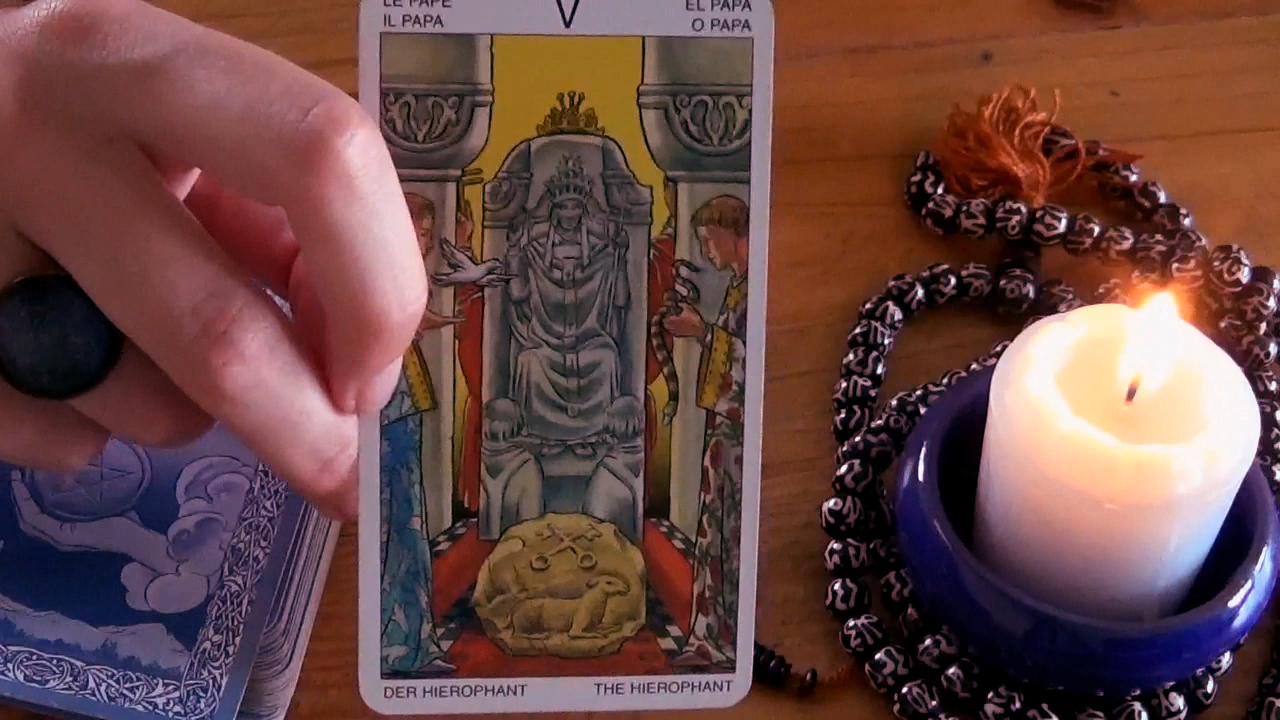 LE PAPE
V
EL PAPA
IL PAPA
O PAPA
DER HIEROPHANT
THE HIEROPHANT